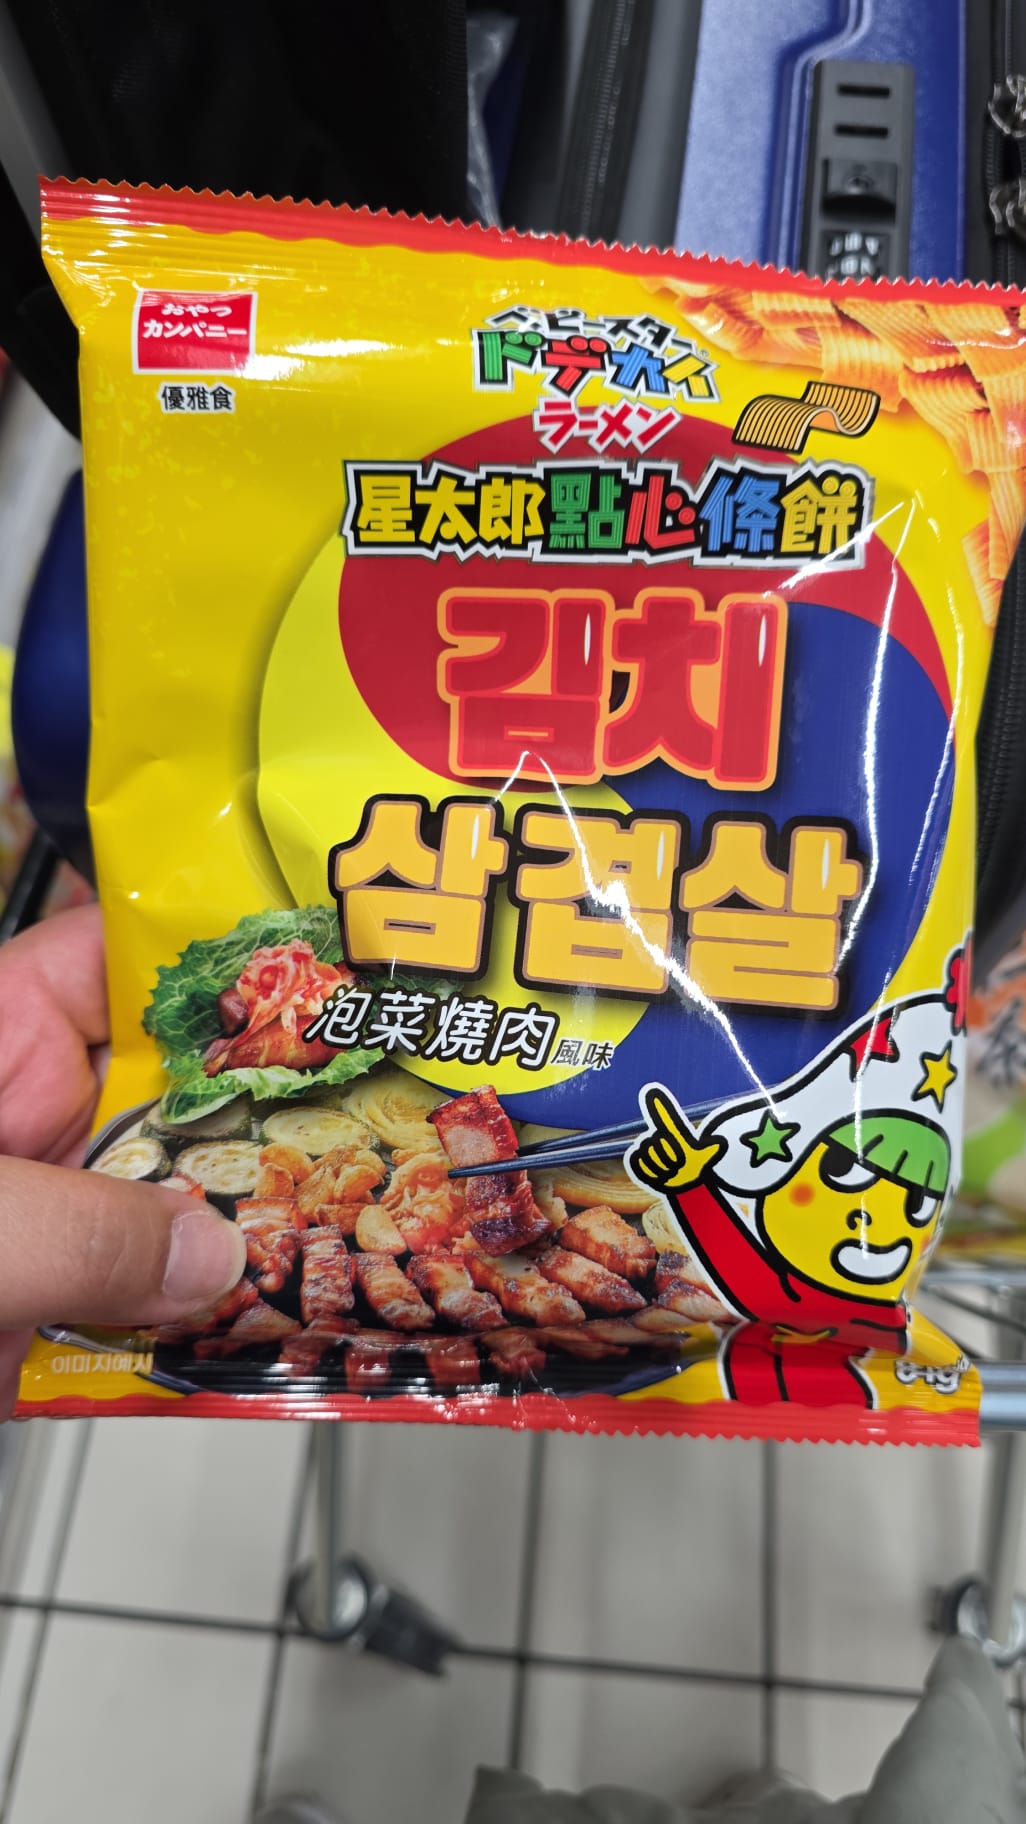 おやつ
カンパニー
優雅食
ベビースター
ドデカイ
ラーメン
星太郎點心條餅
김치
삼겹살
泡菜燒肉風味
이미지예시